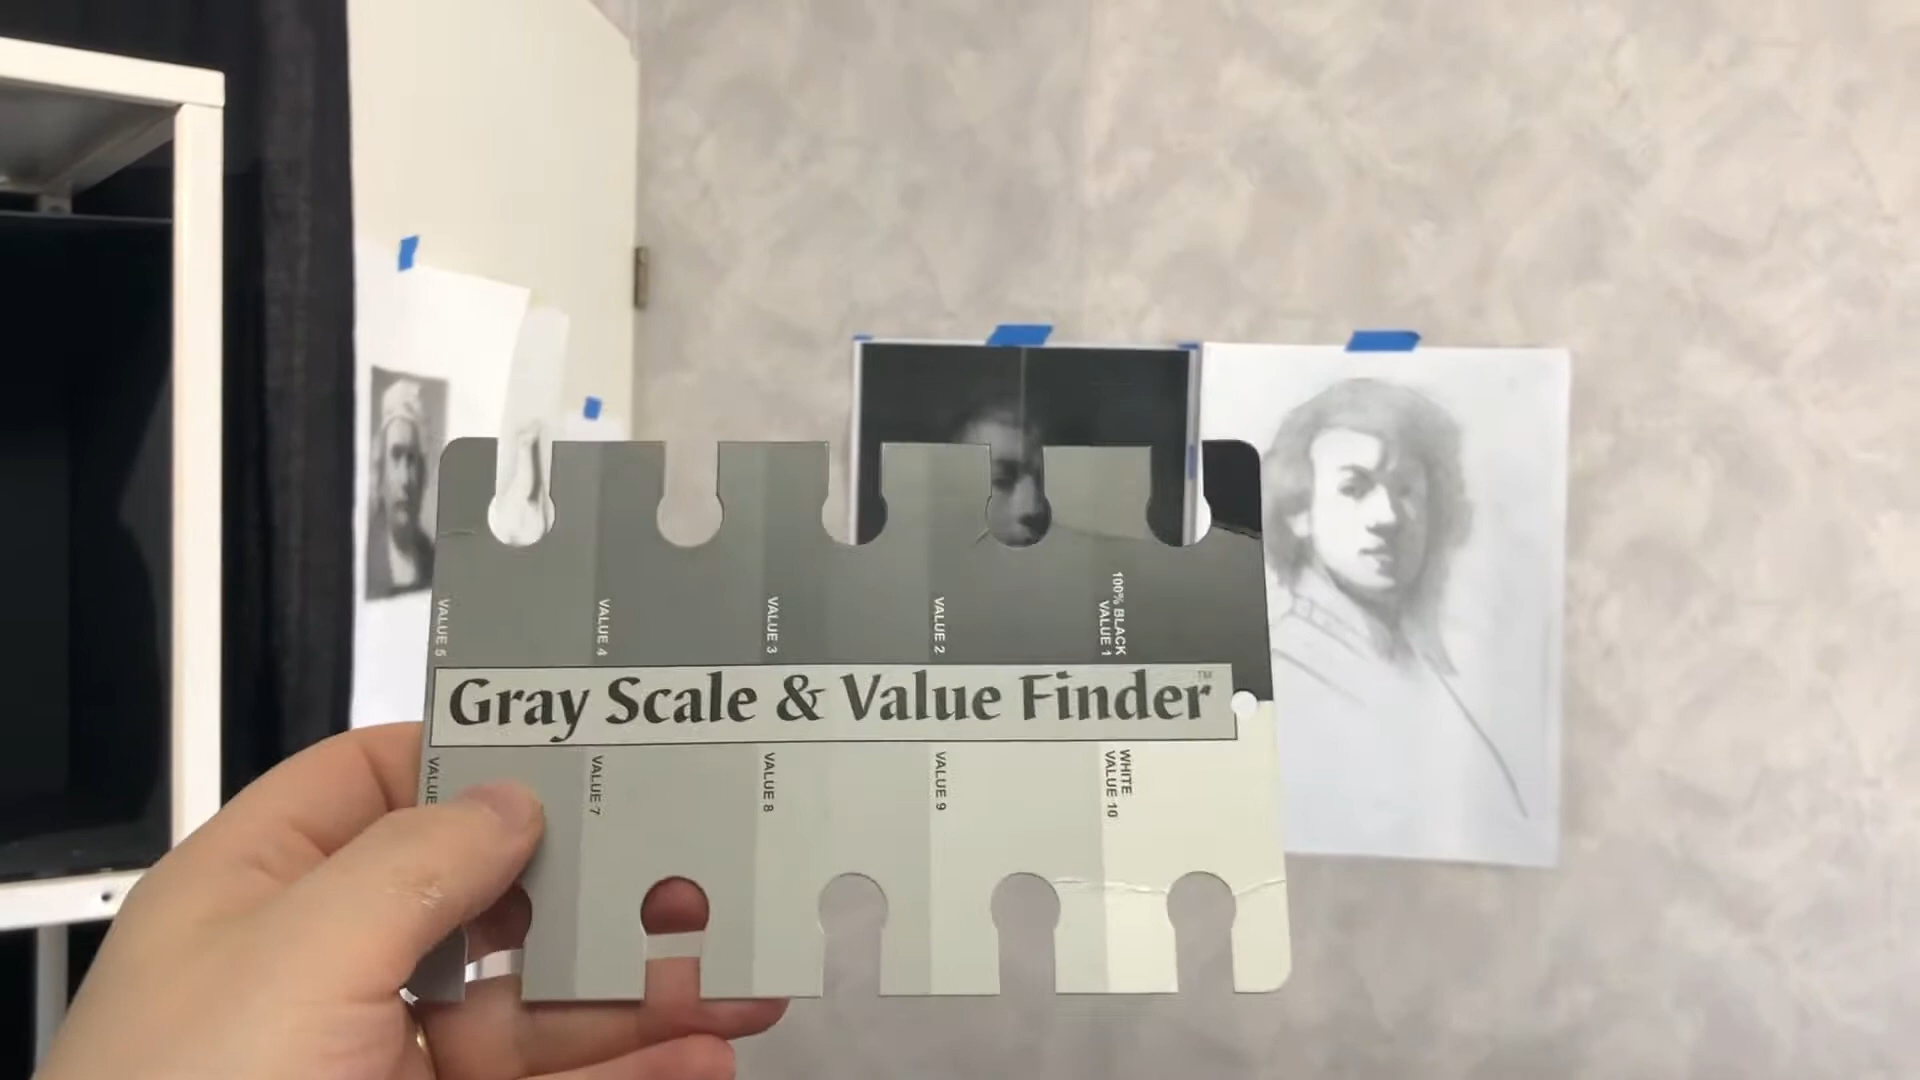 VALUE 5
VALUE 4
VALUE 3
VALUE 2
100% BLACK
VALUE 1
Gray Scale & Value Finder™
VALUE
VALUE 7
VALUE 8
VALUE 9
WHITE
VALUE 10